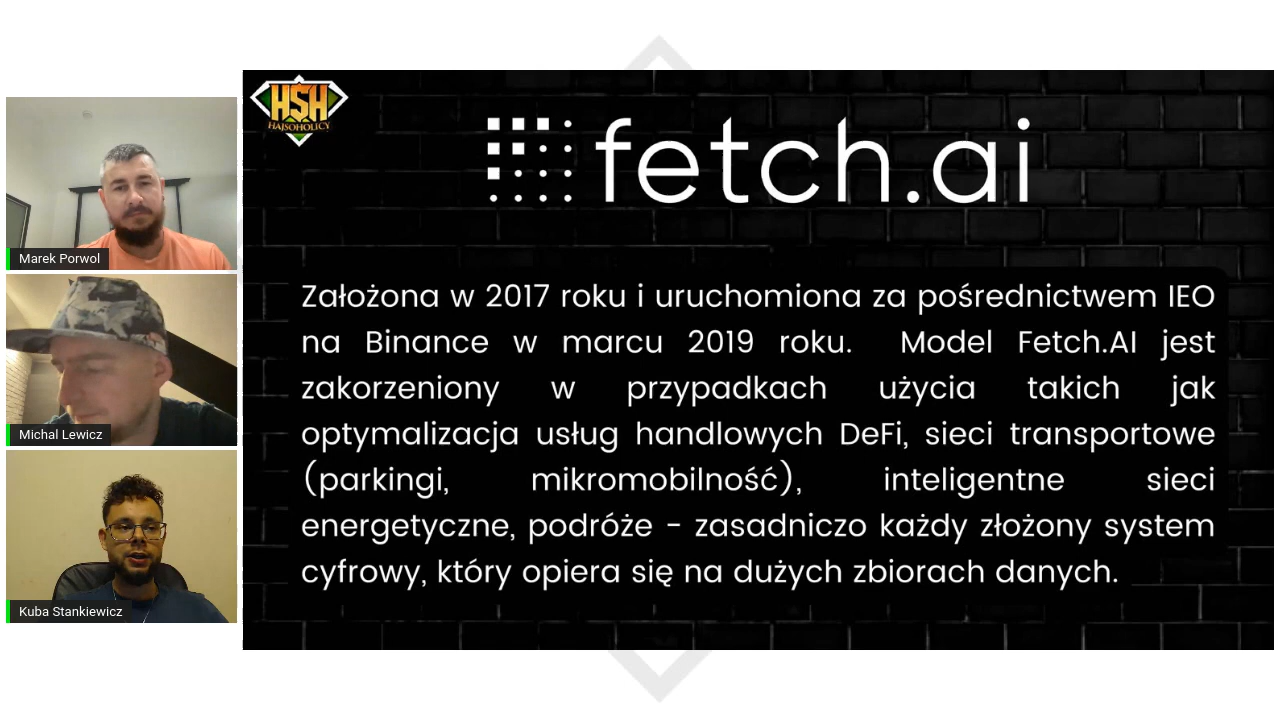 HSH
HAJSOHOLICY
fetch.ai
Założona w 2017 roku i uruchomiona za pośrednictwem IEO
na Binance w marcu 2019 roku. Model Fetch.AI jest
zakorzeniony w przypadkach użycia takich jak
optymalizacja usług handlowych DeFi, sieci transportowe
(parkingi, mikromobilność), inteligentne sieci
energetyczne, podróże - zasadniczo każdy złożony system
cyfrowy, który opiera się na dużych zbiorach danych.
Marek Porwol
Michal Lewicz
Kuba Stankiewicz